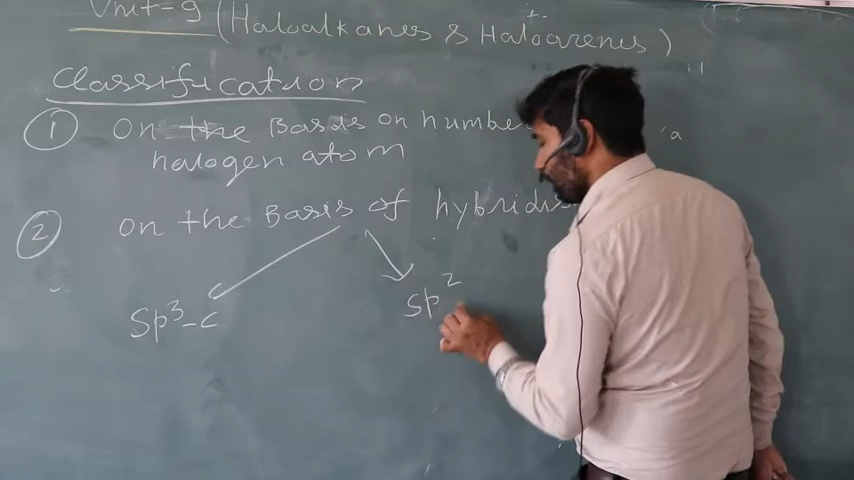 Unit-9 (Haloalkanes & Haloarenes)
Classification
① On the Basis on number
halogen atom
② on the Basis of hybridis
Sp³-c
Sp²